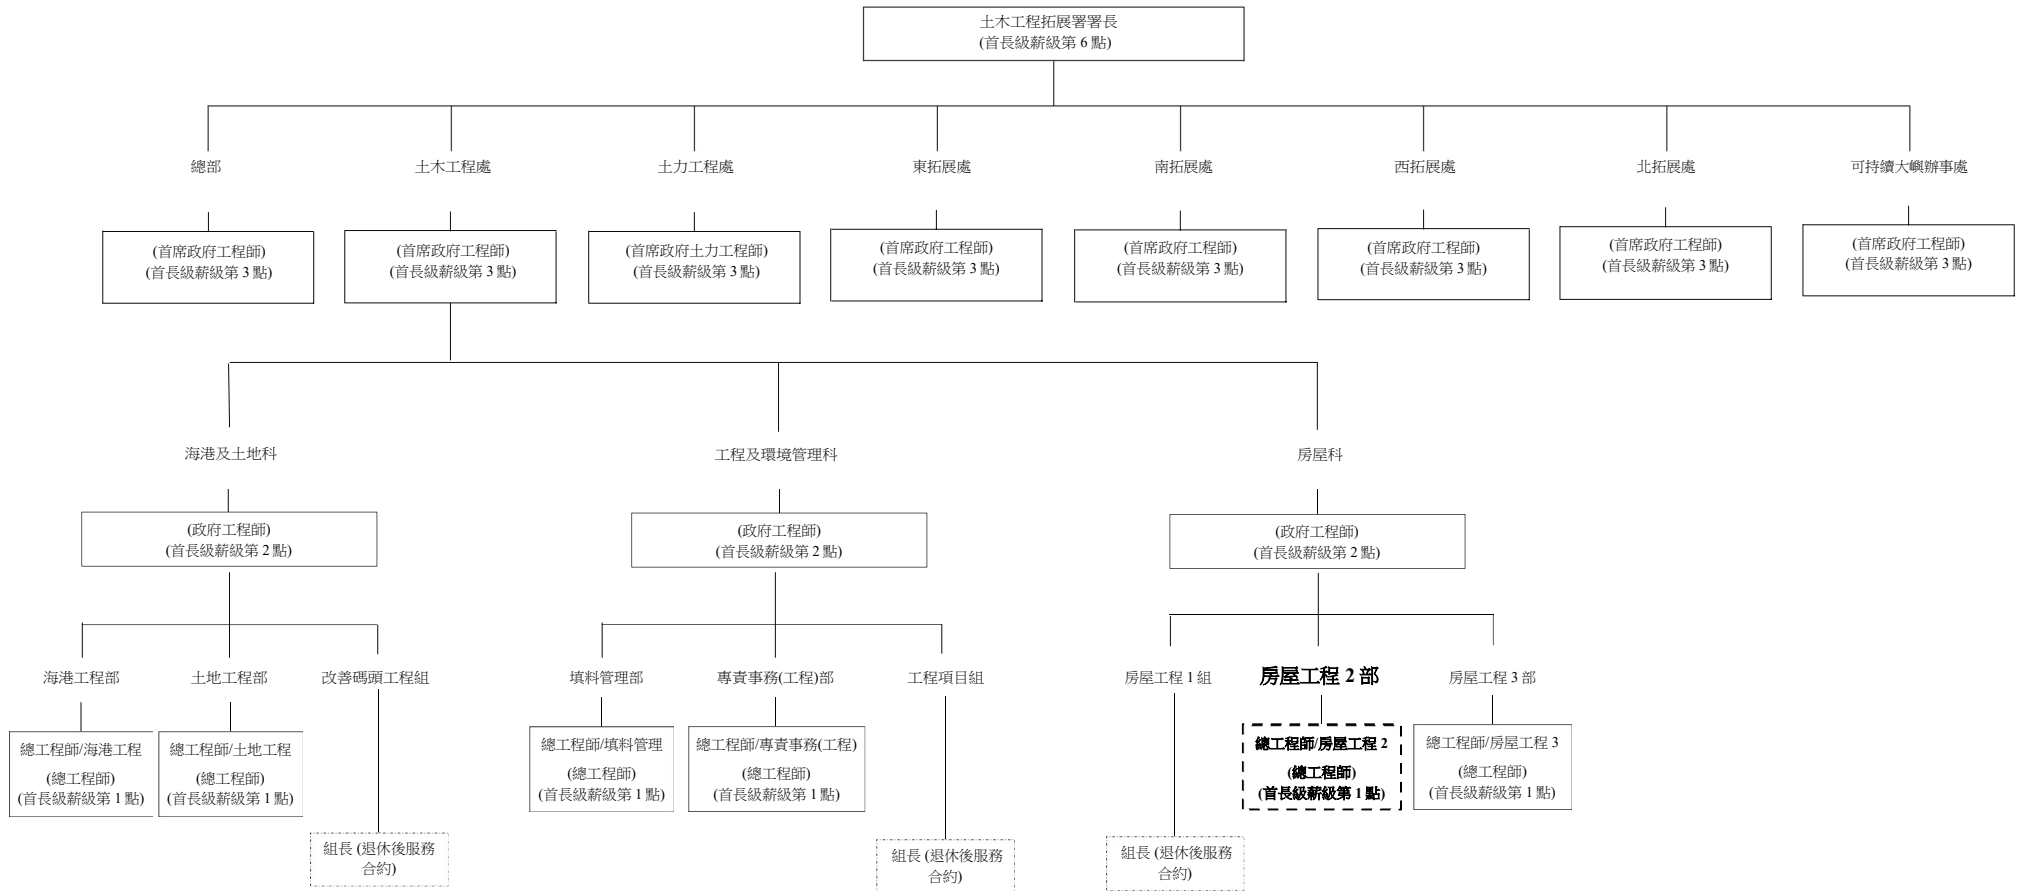 土木工程拓展署署長
(首長級薪級第 6 點)
總部
土木工程處
土力工程處
東拓展處
南拓展處
西拓展處
北拓展處
可持續大嶼辦事處
(首席政府工程師)
(首長級薪級第 3 點)
(首席政府工程師)
(首長級薪級第 3 點)
(首席政府土力工程師)
(首長級薪級第 3 點)
(首席政府工程師)
(首長級薪級第 3 點)
(首席政府工程師)
(首長級薪級第 3 點)
(首席政府工程師)
(首長級薪級第 3 點)
(首席政府工程師)
(首長級薪級第 3 點)
(首席政府工程師)
(首長級薪級第 3 點)
海港及土地科
工程及環境管理科
房屋科
(政府工程師)
(首長級薪級第 2 點)
(政府工程師)
(首長級薪級第 2 點)
(政府工程師)
(首長級薪級第 2 點)
海港工程部
土地工程部
改善碼頭工程組
填料管理部
專責事務(工程)部
工程項目組
房屋工程 1 組
房屋工程 2 部
房屋工程 3 部
總工程師/海港工程
(總工程師)
(首長級薪級第 1 點)
總工程師/土地工程
(總工程師)
(首長級薪級第 1 點)
總工程師/填料管理
(總工程師)
(首長級薪級第 1 點)
總工程師/專責事務(工程)
(總工程師)
(首長級薪級第 1 點)
總工程師/房屋工程 2
(總工程師)
(首長級薪級第 1 點)
總工程師/房屋工程 3
(總工程師)
(首長級薪級第 1 點)
組長 (退休後服務
合約)
組長 (退休後服務
合約)
組長 (退休後服務
合約)